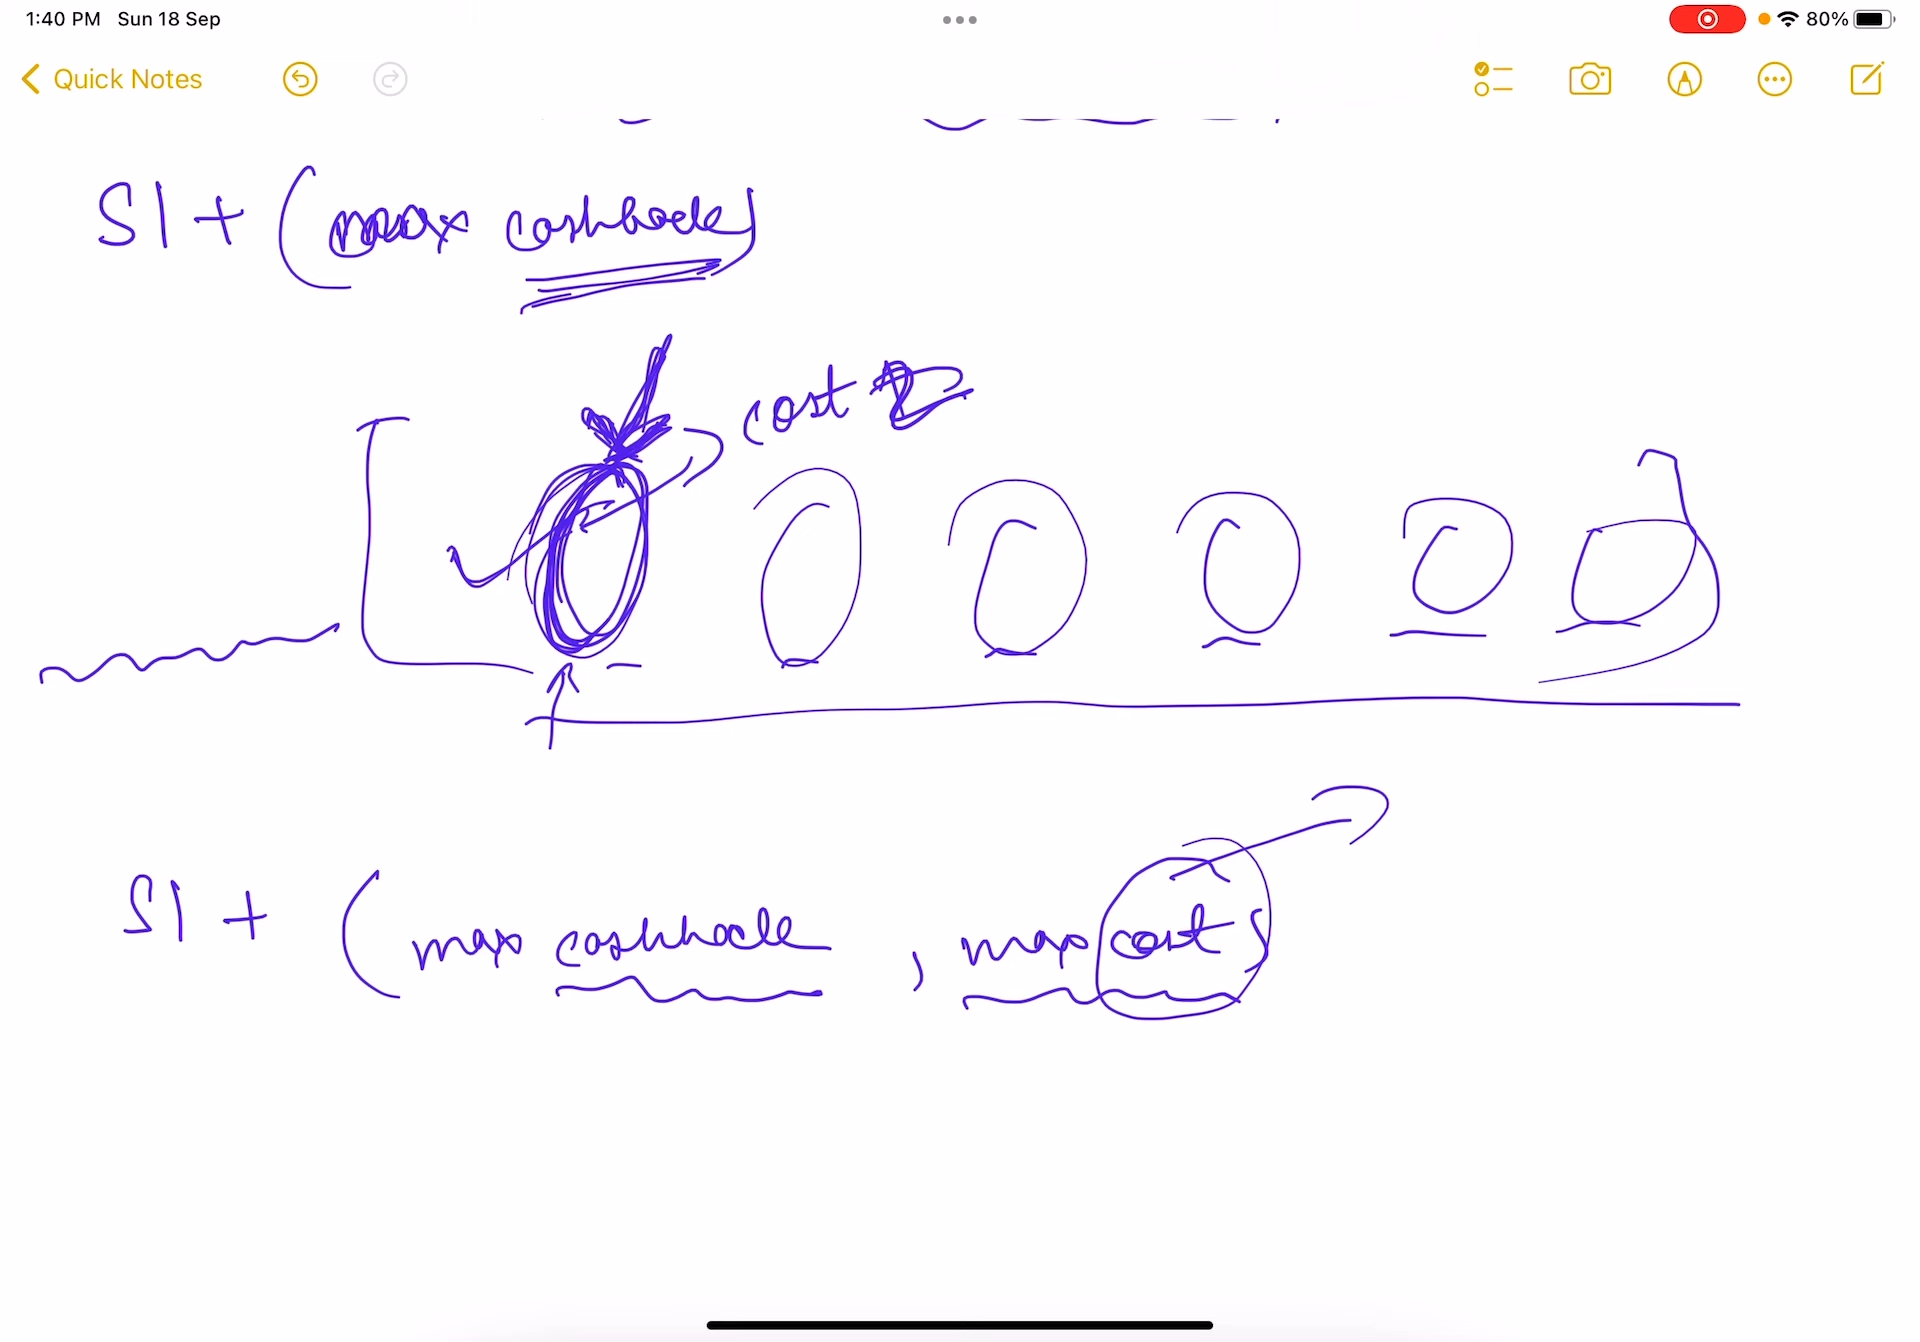 1:40 PM Sun 18 Sep 80%
Quick Notes
S1 + (max cashback)
cost
S1 + (max cashback, max cost)